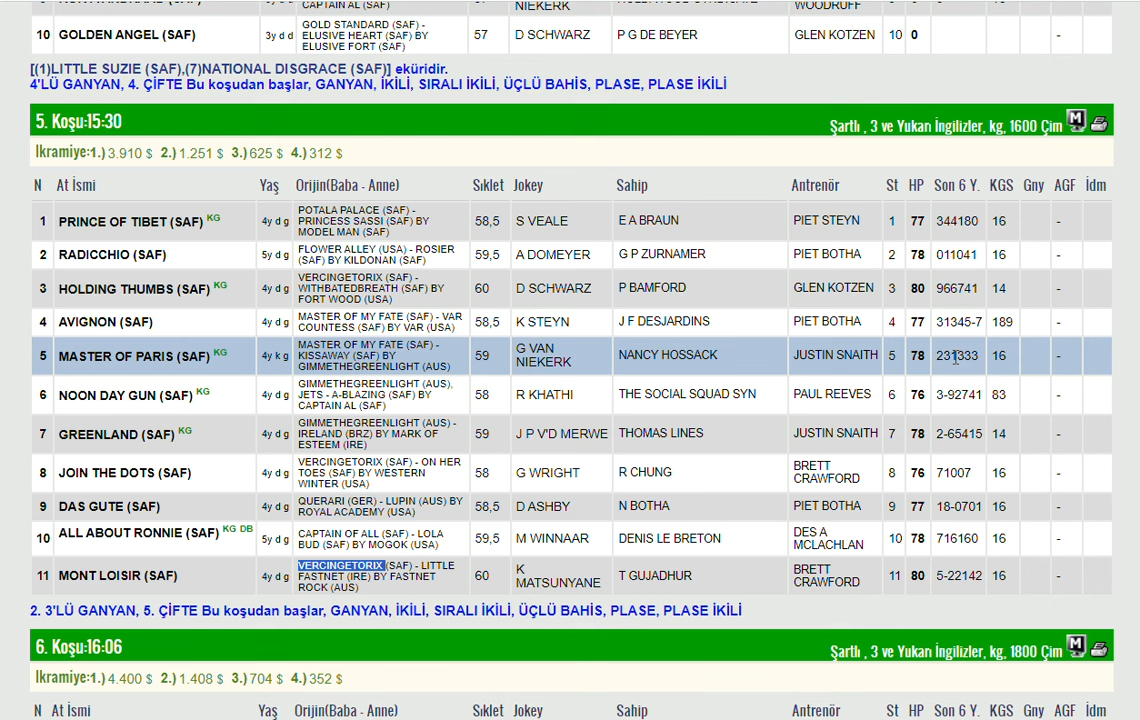 CAPTAIN AL (SAF)
NIEKERK
WOODRUFF
10 GOLDEN ANGEL (SAF) 3y d d GOLD STANDARD (SAF) - ELUSIVE HEART (SAF) BY ELUSIVE FORT (SAF) 57 D SCHWARZ P G DE BEYER GLEN KOTZEN 10 0 -
[(1)LITTLE SUZIE (SAF),(7)NATIONAL DISGRACE (SAF)] eküridir.
4'LÜ GANYAN, 4. ÇİFTE Bu koşudan başlar, GANYAN, İKİLİ, SIRALI İKİLİ, ÜÇLÜ BAHİS, PLASE, PLASE İKİLİ
5. Koşu:15:30 Şartlı , 3 ve Yukarı İngilizler, kg, 1600 Çim M
İkramiye:1.) 3.910 $ 2.) 1.251 $ 3.) 625 $ 4.) 312 $
N At İsmi Yaş Orijin(Baba - Anne) Sıklet Jokey Sahip Antrenör St HP Son 6 Y. KGS Gny AGF İdm
1 PRINCE OF TIBET (SAF) KG 4y d g POTALA PALACE (SAF) - PRINCESS SASSI (SAF) BY MODEL MAN (SAF) 58,5 S VEALE E A BRAUN PIET STEYN 1 77 344180 16 -
2 RADICCHIO (SAF) 5y d g FLOWER ALLEY (USA) - ROSIER (SAF) BY KILDONAN (SAF) 59,5 A DOMEYER G P ZURNAMER PIET BOTHA 2 78 011041 16 -
3 HOLDING THUMBS (SAF) KG 4y d g VERCINGETORIX (SAF) - WITHBATEDBREATH (SAF) BY FORT WOOD (USA) 60 D SCHWARZ P BAMFORD GLEN KOTZEN 3 80 966741 14 -
4 AVIGNON (SAF) 4y d g MASTER OF MY FATE (SAF) - VAR COUNTESS (SAF) BY VAR (USA) 58,5 K STEYN J F DESJARDINS PIET BOTHA 4 77 31345-7 189 -
5 MASTER OF PARIS (SAF) KG 4y k g MASTER OF MY FATE (SAF) - KISSAWAY (SAF) BY GIMMETHEGREENLIGHT (AUS) 59 G VAN NIEKERK NANCY HOSSACK JUSTIN SNAITH 5 78 231333 16 -
6 NOON DAY GUN (SAF) KG 4y d g GIMMETHEGREENLIGHT (AUS), JETS - A-BLAZING (SAF) BY CAPTAIN AL (SAF) 58 R KHATHI THE SOCIAL SQUAD SYN PAUL REEVES 6 76 3-92741 83 -
7 GREENLAND (SAF) KG 4y d g GIMMETHEGREENLIGHT (AUS) - IRELAND (BRZ) BY MARK OF ESTEEM (IRE) 59 J P V'D MERWE THOMAS LINES JUSTIN SNAITH 7 78 2-65415 14 -
8 JOIN THE DOTS (SAF) 4y d g VERCINGETORIX (SAF) - ON HER TOES (SAF) BY WESTERN WINTER (USA) 58 G WRIGHT R CHUNG BRETT CRAWFORD 8 76 71007 16 -
9 DAS GUTE (SAF) 4y d g QUERARI (GER) - LUPIN (AUS) BY ROYAL ACADEMY (USA) 58,5 D ASHBY N BOTHA PIET BOTHA 9 77 18-0701 16 -
10 ALL ABOUT RONNIE (SAF) KG DB 5y d g CAPTAIN OF ALL (SAF) - LOLA BUD (SAF) BY MOGOK (USA) 59,5 M WINNAAR DENIS LE BRETON DES A MCLACHLAN 10 78 716160 16 -
11 MONT LOISIR (SAF) 4y d g VERCINGETORIX (SAF) - LITTLE FASTNET (IRE) BY FASTNET ROCK (AUS) 60 K MATSUNYANE T GUJADHUR BRETT CRAWFORD 11 80 5-22142 16 -
2. 3'LÜ GANYAN, 5. ÇİFTE Bu koşudan başlar, GANYAN, İKİLİ, SIRALI İKİLİ, ÜÇLÜ BAHİS, PLASE, PLASE İKİLİ
6. Koşu:16:06 Şartlı , 3 ve Yukarı İngilizler, kg, 1800 Çim M
İkramiye:1.) 4.400 $ 2.) 1.408 $ 3.) 704 $ 4.) 352 $
N At İsmi Yaş Orijin(Baba - Anne) Sıklet Jokey Sahip Antrenör St HP Son 6 Y. KGS Gny AGF İdm